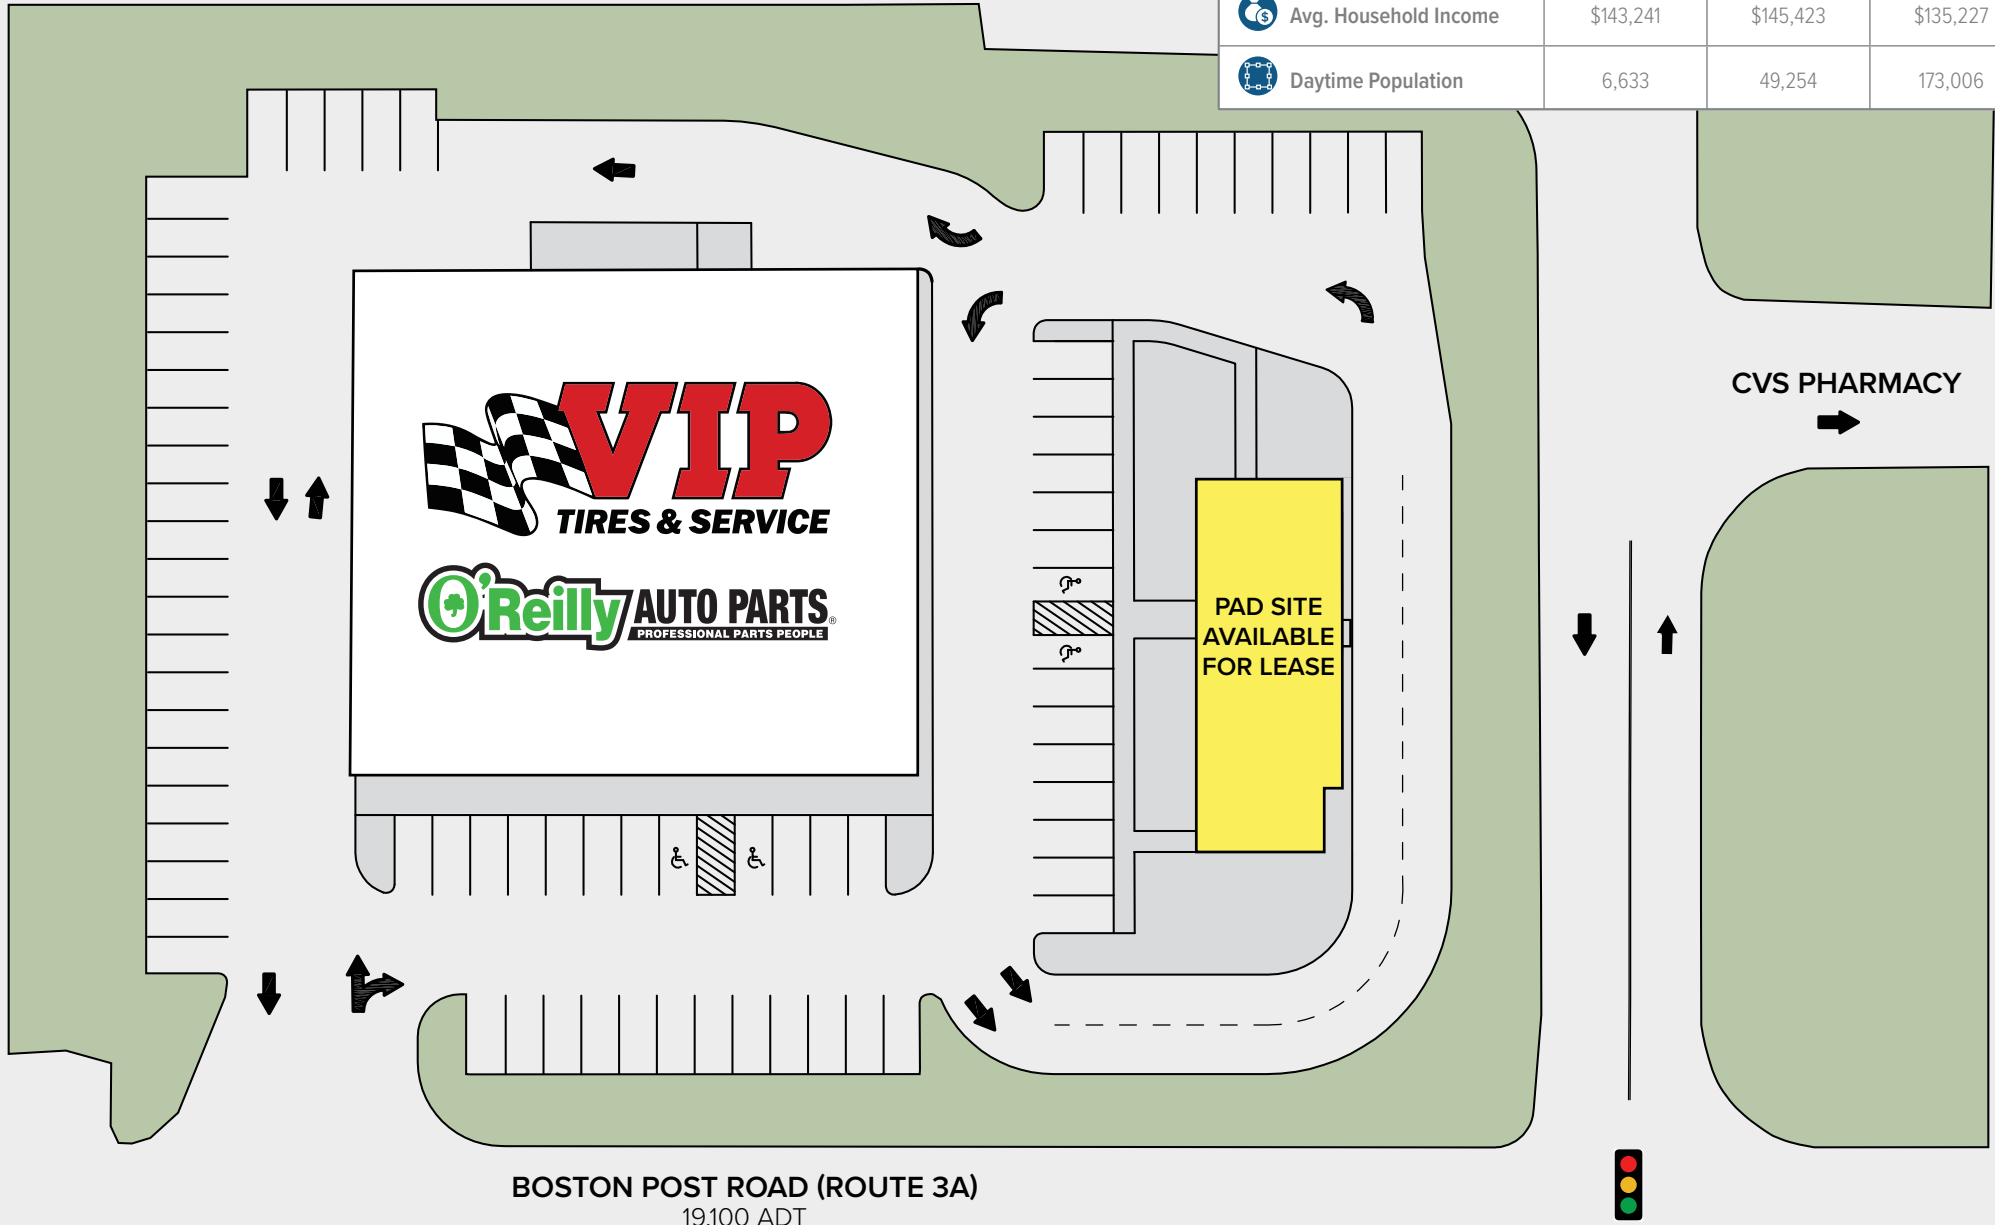 Avg. Household Income $143,241 $145,423 $135,227
Daytime Population 6,633 49,254 173,006
CVS PHARMACY
VIP
TIRES & SERVICE
O'Reilly AUTO PARTS®
PROFESSIONAL PARTS PEOPLE
PAD SITE
AVAILABLE
FOR LEASE
BOSTON POST ROAD (ROUTE 3A)
19,100 ADT